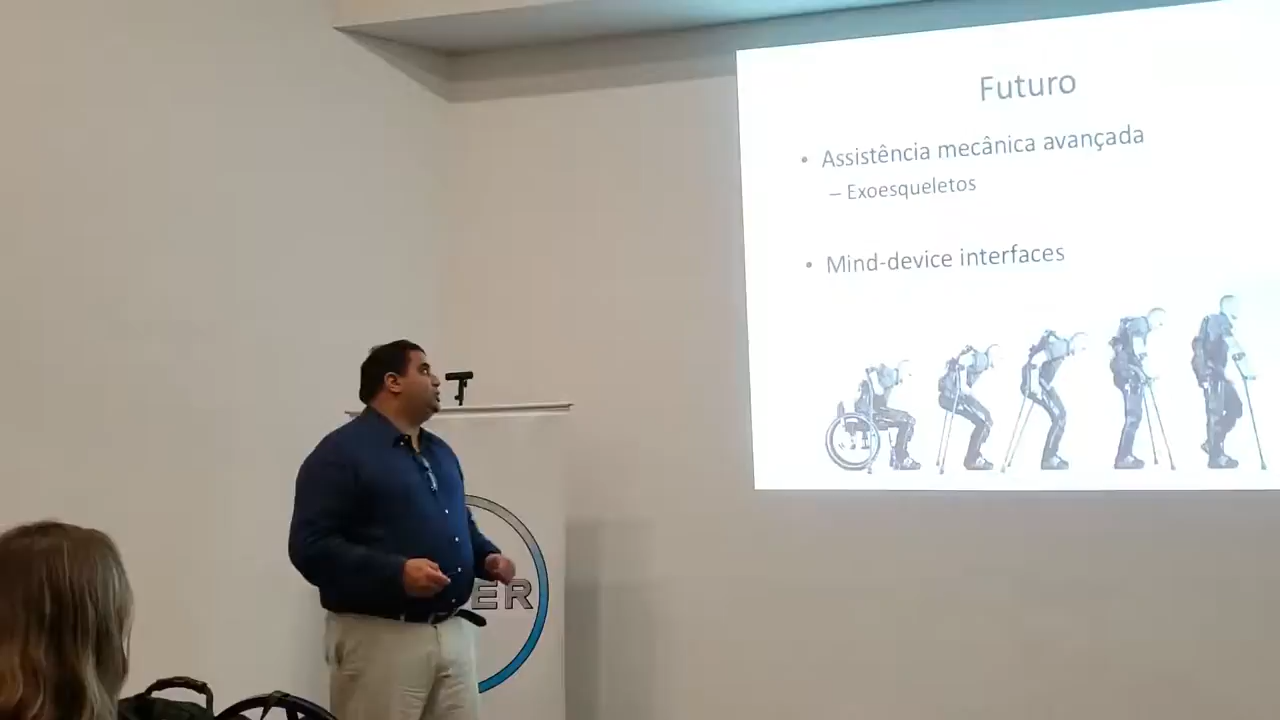 Futuro
• Assistência mecânica avançada
– Exoesqueletos
• Mind-device interfaces
ER